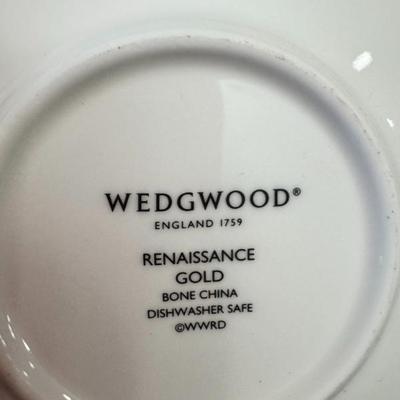 WEDGWOOD®
ENGLAND 1759
RENAISSANCE
GOLD
BONE CHINA
DISHWASHER SAFE
©WWRD